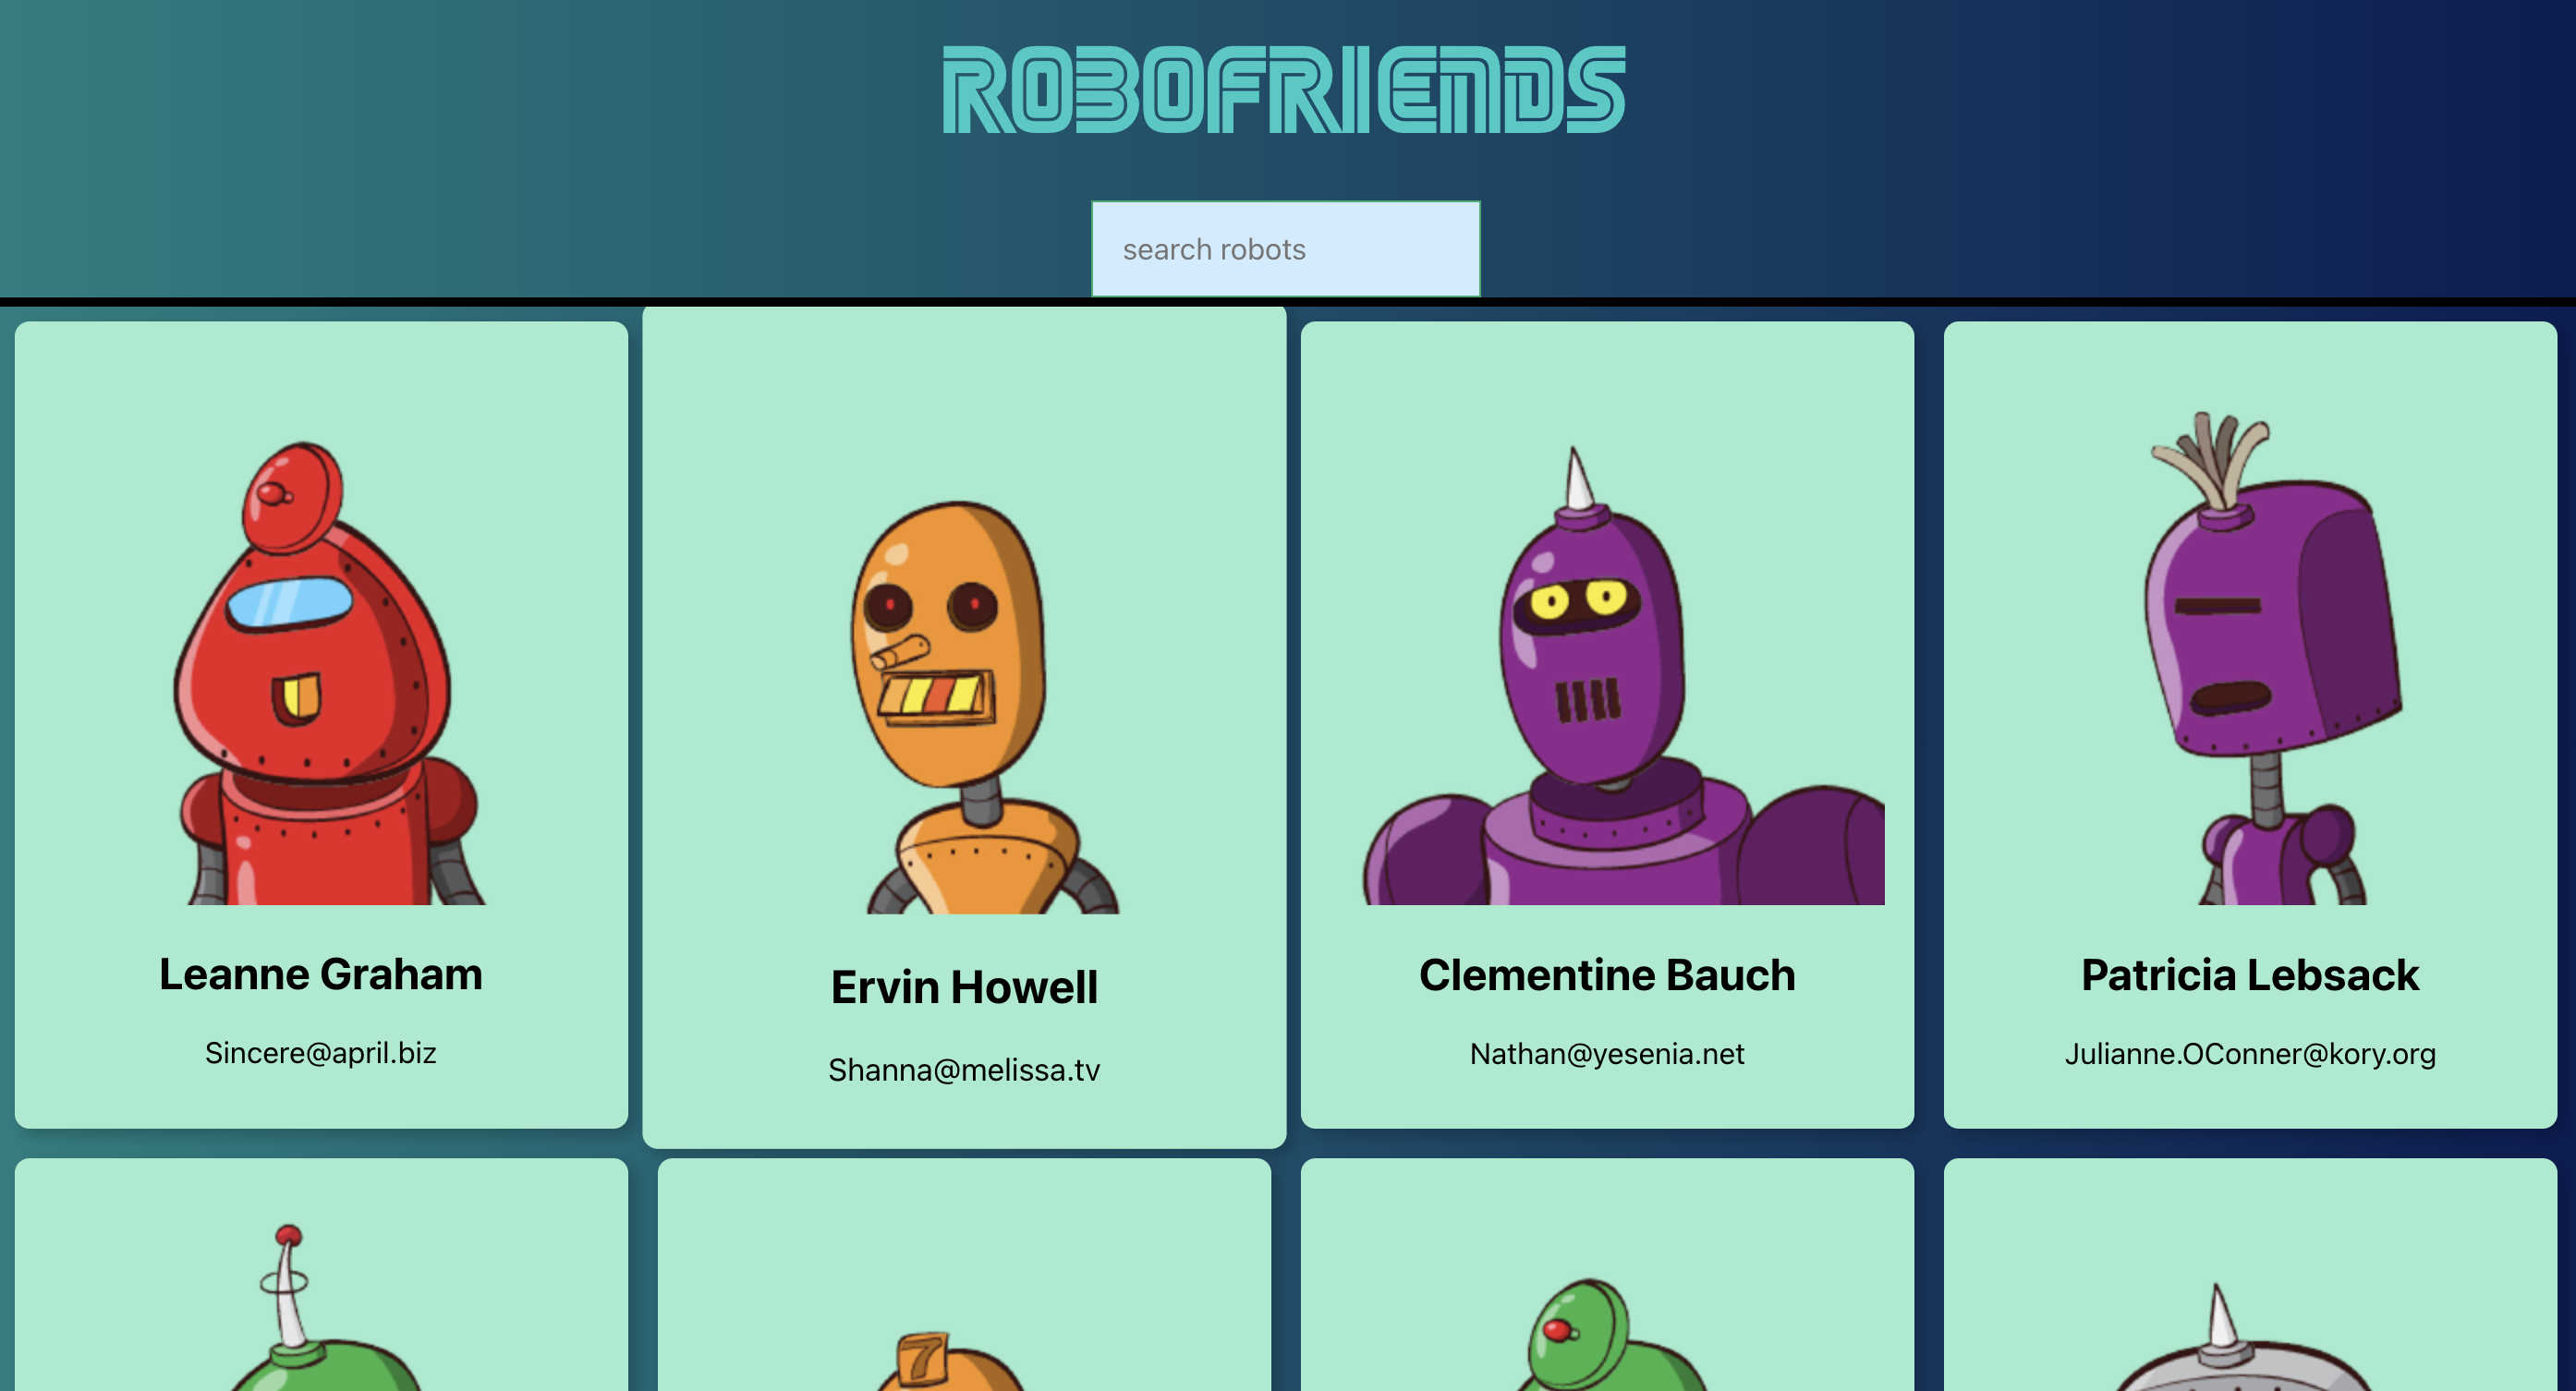 ROBOFRIENDS
search robots
Leanne Graham
Sincere@april.biz
Ervin Howell
Shanna@melissa.tv
Clementine Bauch
Nathan@yesenia.net
Patricia Lebsack
Julianne.OConner@kory.org
7